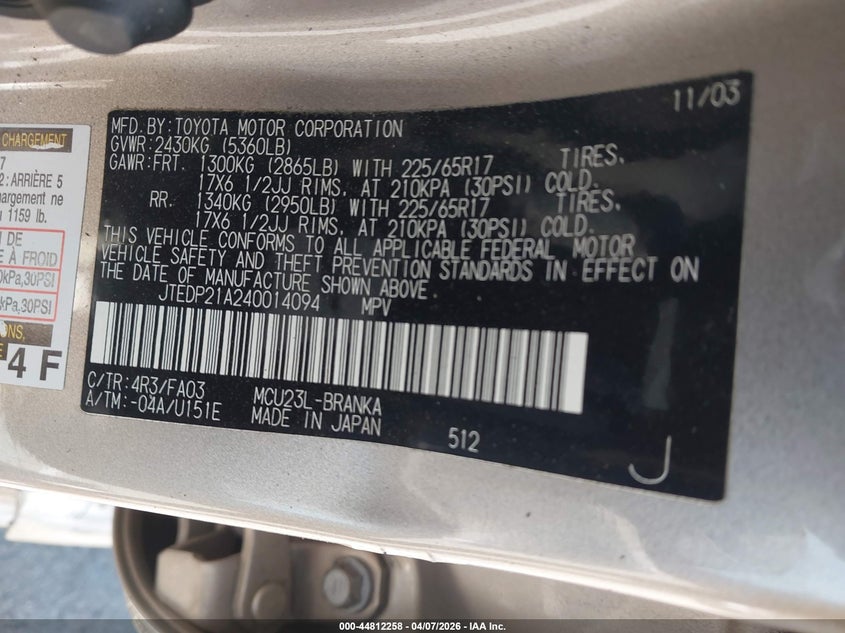 11/03
MFD.BY:TOYOTA MOTOR CORPORATION
GVWR:2430KG (5360LB)
GAWR:FRT. 1300KG (2865LB) WITH 225/65R17 TIRES,
17X6 1/2JJ RIMS, AT 210KPA (30PSI) COLD.
RR. 1340KG (2950LB) WITH 225/65R17 TIRES,
17X6 1/2JJ RIMS, AT 210KPA (30PSI) COLD.
THIS VEHICLE CONFORMS TO ALL APPLICABLE FEDERAL MOTOR
VEHICLE SAFETY AND THEFT PREVENTION STANDARDS IN EFFECT ON
THE DATE OF MANUFACTURE SHOWN ABOVE.
JTEDP21A240014094 MPV
C/TR:4R3/FA03 MCU23L-BRANKA
A/TM:-04A/U151E MADE IN JAPAN
512
J
CHARGEMENT
7
2:ARRIÈRE 5
hargement ne
u 1159 lb.
N DE
E À FROID
0kPa,30PSI
kPa,30PSI
ONS,
E
4 F
000-44812258 - 04/07/2026 - IAA Inc.